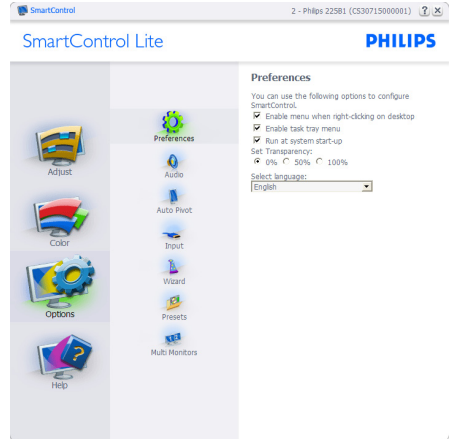 SmartControl
2 - Philips 225B1 (CS30715000001)
SmartControl Lite
PHILIPS
Adjust
Color
Options
Help
Preferences
Audio
Auto Pivot
Input
Wizard
Presets
Multi Monitors
Preferences
You can use the following options to configure
SmartControl.
Enable menu when right-clicking on desktop
Enable task tray menu
Run at system start-up
Set Transparency:
0% 50% 100%
Select language:
English